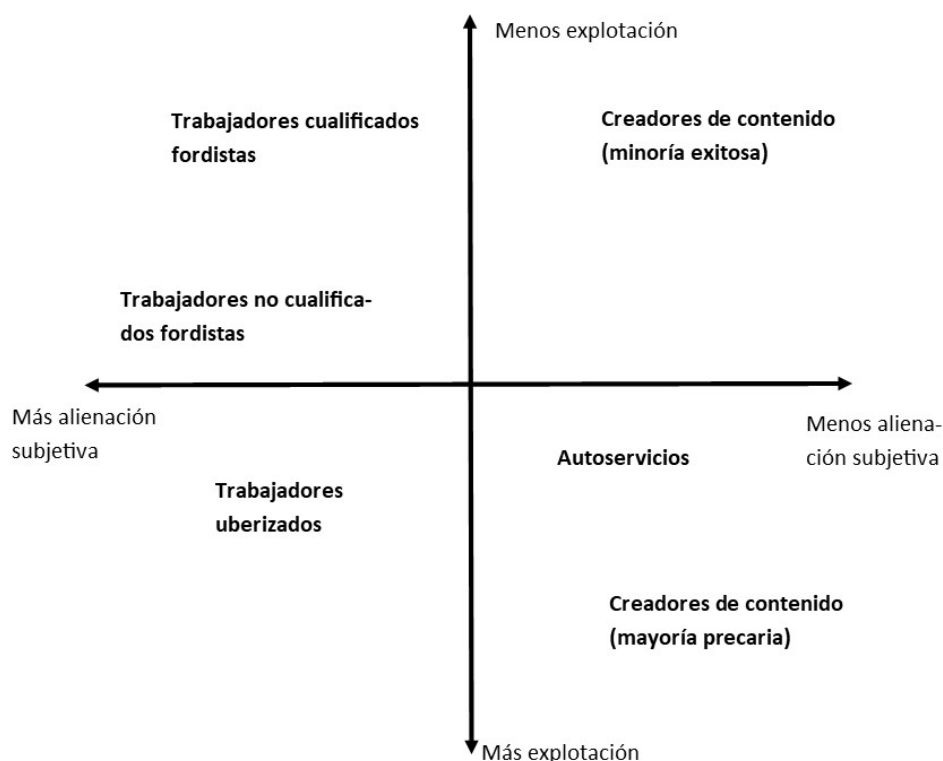 Menos explotación
Trabajadores cualificados
fordistas
Creadores de contenido
(minoría exitosa)
Trabajadores no cualifica-
dos fordistas
Más alienación
subjetiva
Menos aliena-
ción subjetiva
Autoservicios
Trabajadores
uberizados
Creadores de contenido
(mayoría precaria)
Más explotación